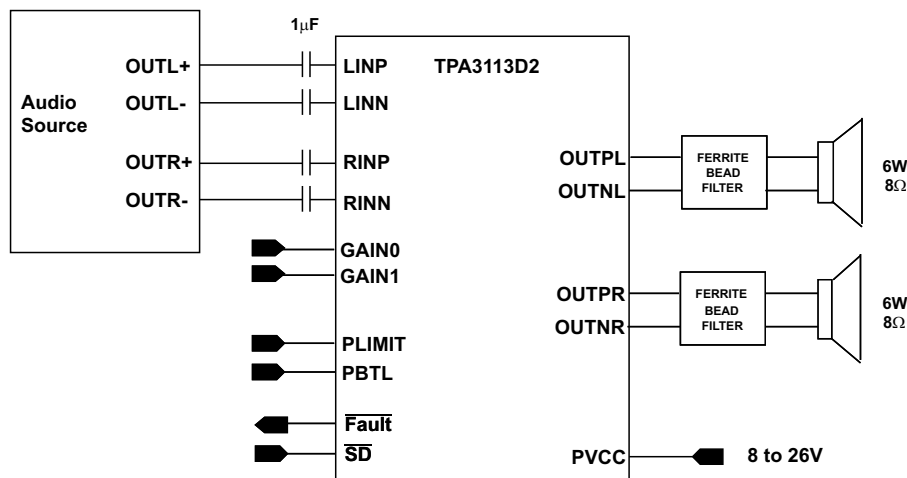 1μF
TPA3113D2
Audio
Source
OUTL+
OUTL-
OUTR+
OUTR-
LINP
LINN
RINP
RINN
GAIN0
GAIN1
PLIMIT
PBTL
Fault
SD
OUTPL
OUTNL
FERRITE
BEAD
FILTER
6W
8Ω
OUTPR
OUTNR
FERRITE
BEAD
FILTER
6W
8Ω
PVCC
8 to 26V